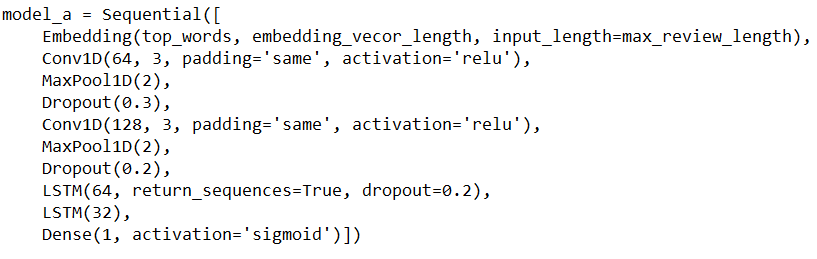 model_a = Sequential([
    Embedding(top_words, embedding_vecor_length, input_length=max_review_length),
    Conv1D(64, 3, padding='same', activation='relu'),
    MaxPool1D(2),
    Dropout(0.3),
    Conv1D(128, 3, padding='same', activation='relu'),
    MaxPool1D(2),
    Dropout(0.2),
    LSTM(64, return_sequences=True, dropout=0.2),
    LSTM(32),
    Dense(1, activation='sigmoid')])